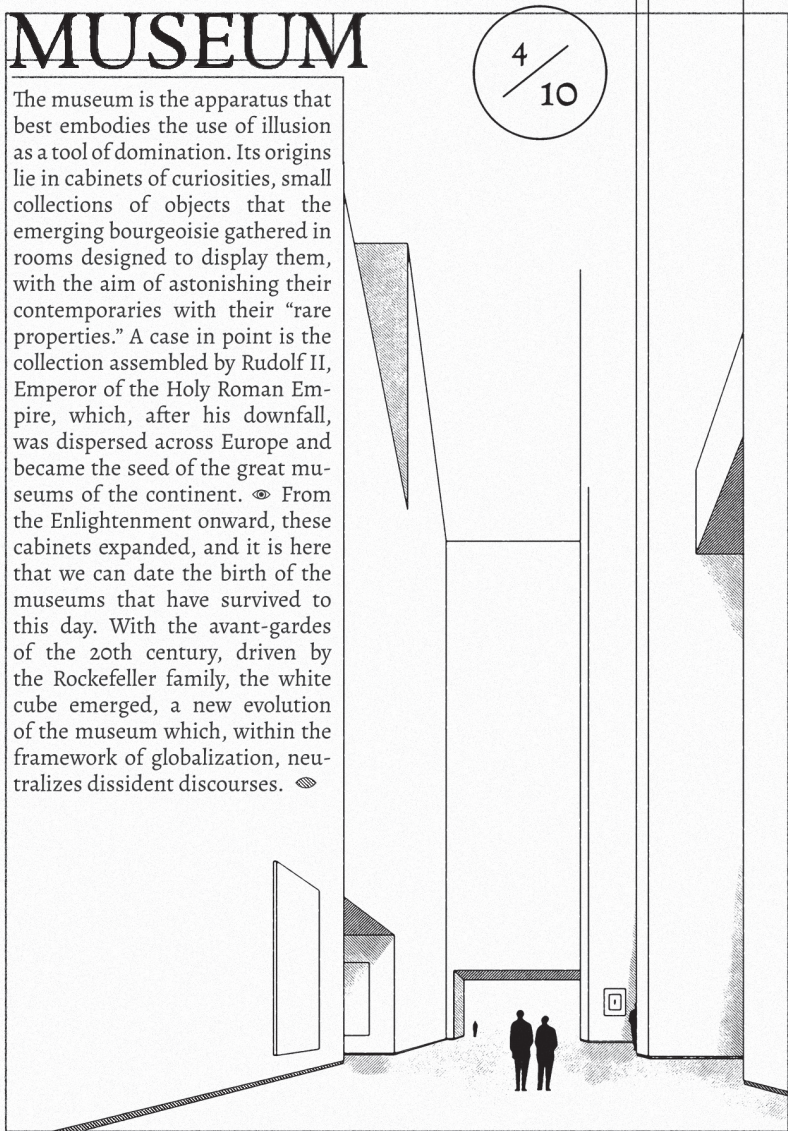 MUSEUM
4/10
The museum is the apparatus that
best embodies the use of illusion
as a tool of domination. Its origins
lie in cabinets of curiosities, small
collections of objects that the
emerging bourgeoisie gathered in
rooms designed to display them,
with the aim of astonishing their
contemporaries with their “rare
properties.” A case in point is the
collection assembled by Rudolf II,
Emperor of the Holy Roman Em-
pire, which, after his downfall,
was dispersed across Europe and
became the seed of the great mu-
seums of the continent. From
the Enlightenment onward, these
cabinets expanded, and it is here
that we can date the birth of the
museums that have survived to
this day. With the avant-gardes
of the 20th century, driven by
the Rockefeller family, the white
cube emerged, a new evolution
of the museum which, within the
framework of globalization, neu-
tralizes dissident discourses.